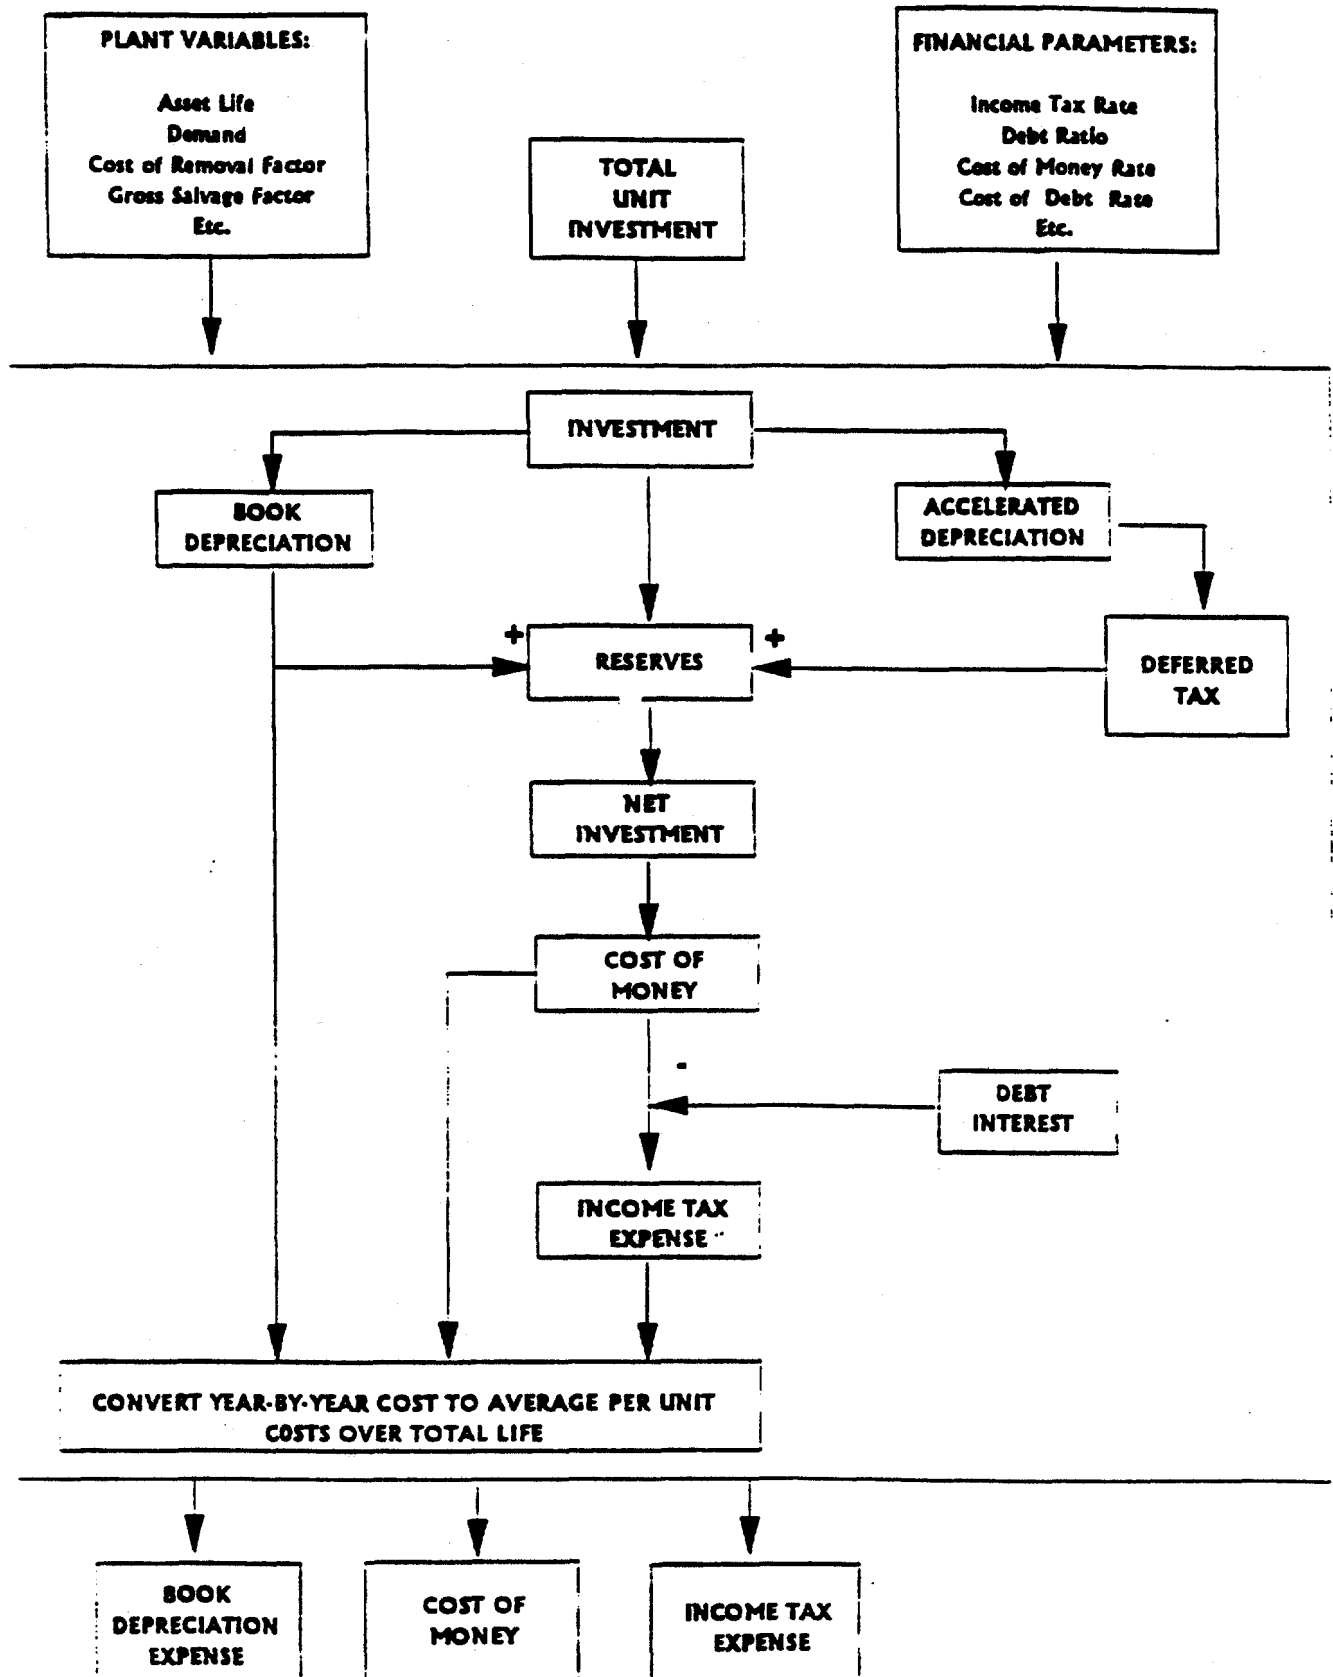 PLANT VARIABLES:
Asset Life
Demand
Cost of Removal Factor
Gross Salvage Factor
Etc.
TOTAL
UNIT
INVESTMENT
FINANCIAL PARAMETERS:
Income Tax Rate
Debt Ratio
Cost of Money Rate
Cost of Debt Rate
Etc.
INVESTMENT
BOOK
DEPRECIATION
ACCELERATED
DEPRECIATION
+
RESERVES
+
DEFERRED
TAX
NET
INVESTMENT
COST OF
MONEY
-
DEBT
INTEREST
INCOME TAX
EXPENSE
CONVERT YEAR-BY-YEAR COST TO AVERAGE PER UNIT
COSTS OVER TOTAL LIFE
BOOK
DEPRECIATION
EXPENSE
COST OF
MONEY
INCOME TAX
EXPENSE